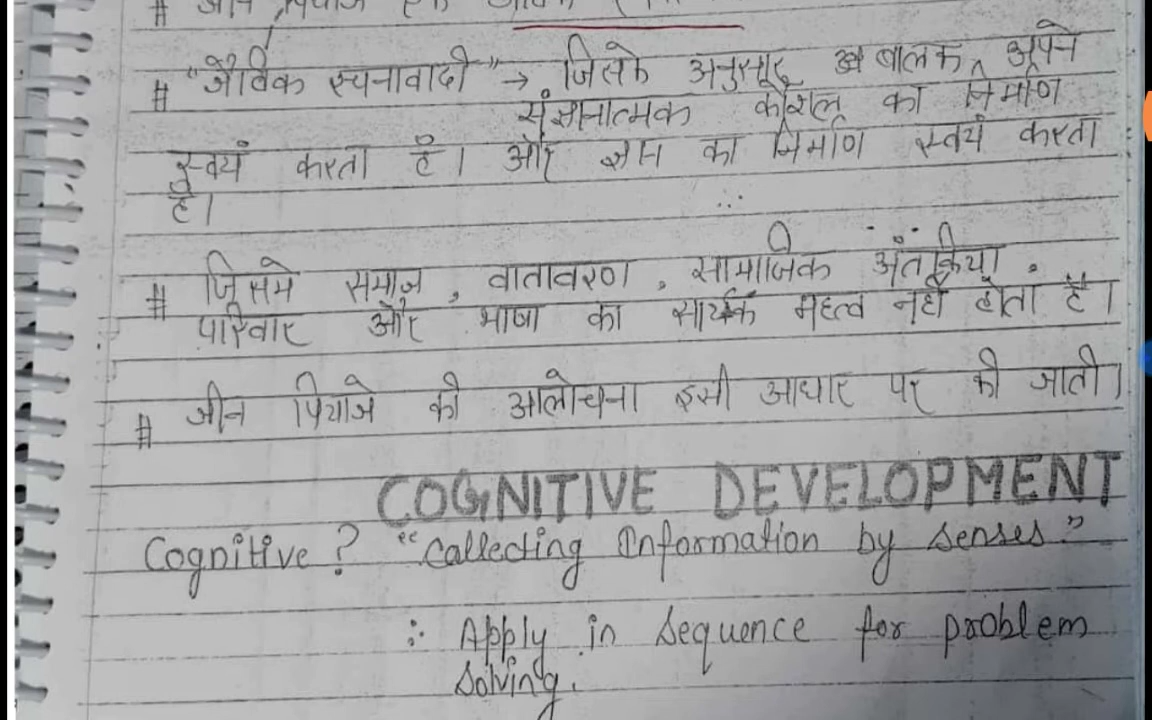 # जीन पियाजे एक
# "जैविक रचनावादी" → जिसके अनुसार बालक अपने
संज्ञानात्मक कौशल का निर्माण
स्वयं करता है। और ज्ञान का निर्माण स्वयं करता
है।
# जिसमे समाज, वातावरण, सामाजिक अंतक्रिया,
परिवार और भाषा का सार्थक महत्व नहीं होता है।
# जीन पियाजे की आलोचना इसी आधार पर की जाती।
COGNITIVE DEVELOPMENT
Cognitive? "Collecting Information by senses"
∴ Apply in sequence for problem
solving.